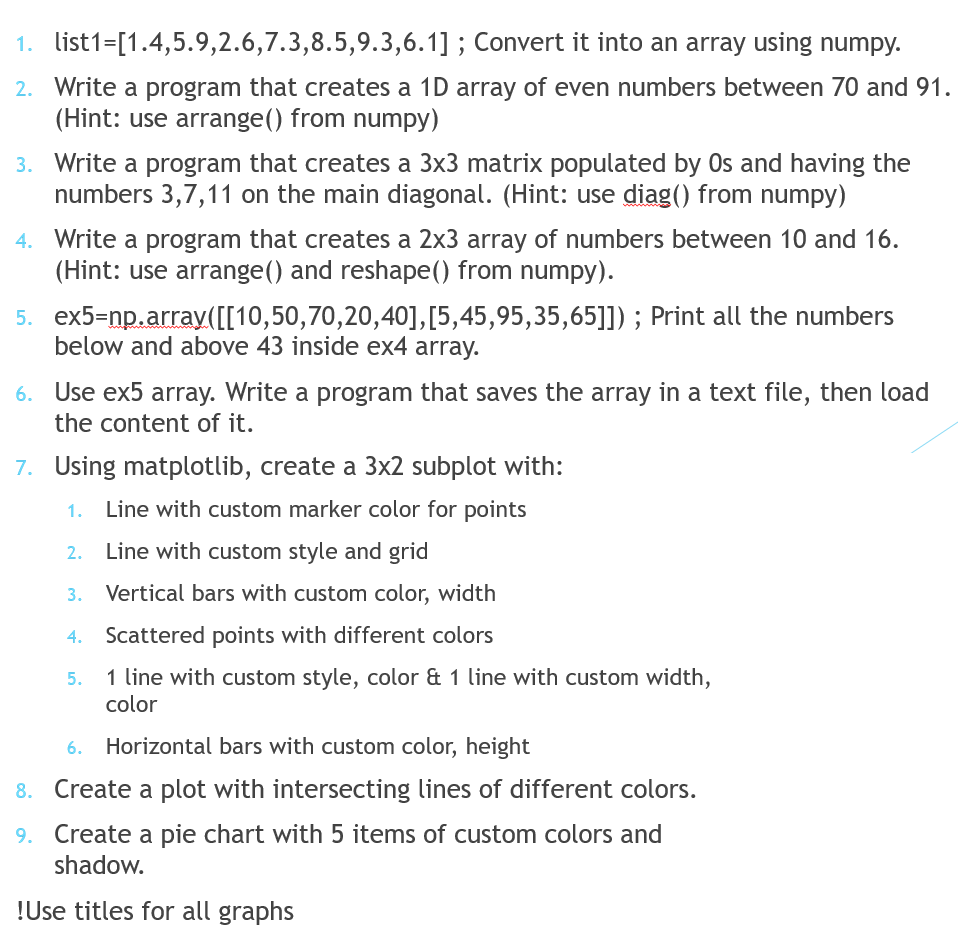 1. list1=[1.4,5.9,2.6,7.3,8.5,9.3,6.1] ; Convert it into an array using numpy.
2. Write a program that creates a 1D array of even numbers between 70 and 91.
(Hint: use arrange() from numpy)
3. Write a program that creates a 3x3 matrix populated by 0s and having the
numbers 3,7,11 on the main diagonal. (Hint: use diag() from numpy)
4. Write a program that creates a 2x3 array of numbers between 10 and 16.
(Hint: use arrange() and reshape() from numpy).
5. ex5=np.array([[10,50,70,20,40],[5,45,95,35,65]]) ; Print all the numbers
below and above 43 inside ex4 array.
6. Use ex5 array. Write a program that saves the array in a text file, then load
the content of it.
7. Using matplotlib, create a 3x2 subplot with:
1. Line with custom marker color for points
2. Line with custom style and grid
3. Vertical bars with custom color, width
4. Scattered points with different colors
5. 1 line with custom style, color & 1 line with custom width,
color
6. Horizontal bars with custom color, height
8. Create a plot with intersecting lines of different colors.
9. Create a pie chart with 5 items of custom colors and
shadow.
!Use titles for all graphs